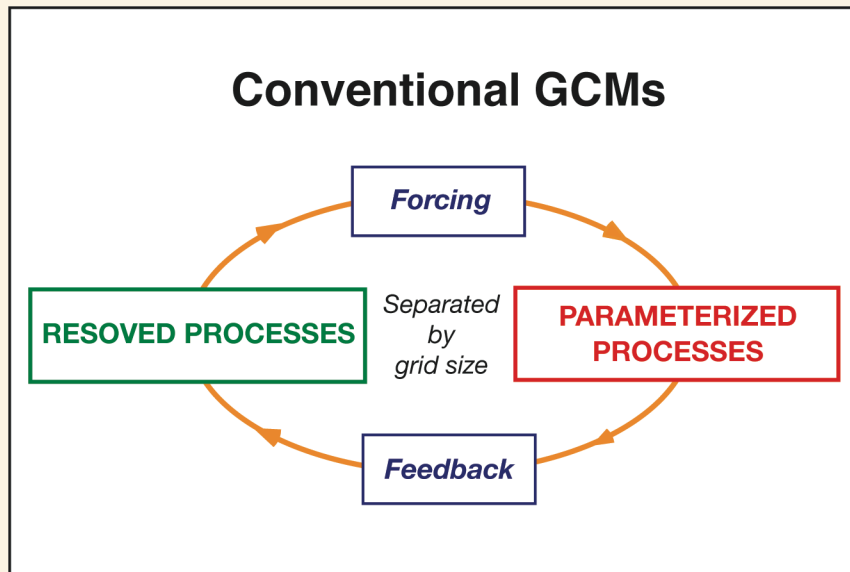 Conventional GCMs
Forcing
RESOVED PROCESSES
Separated
by
grid size
PARAMETERIZED
PROCESSES
Feedback